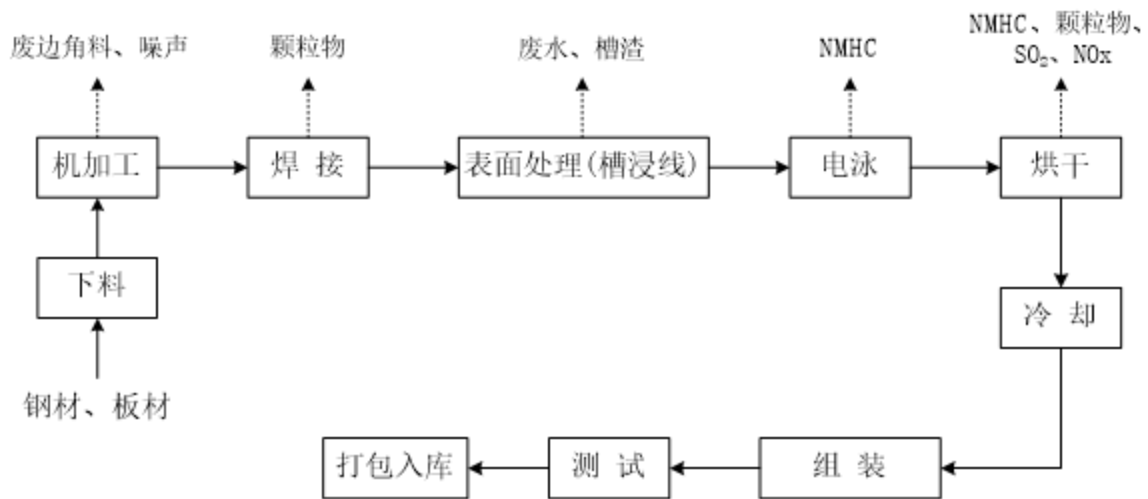 废边角料、噪声
颗粒物
废水、槽渣
NMHC
NMHC、颗粒物、
SO₂、NOx
机加工
焊 接
表面处理(槽浸线)
电泳
烘干
下料
冷 却
钢材、板材
打包入库
测 试
组 装